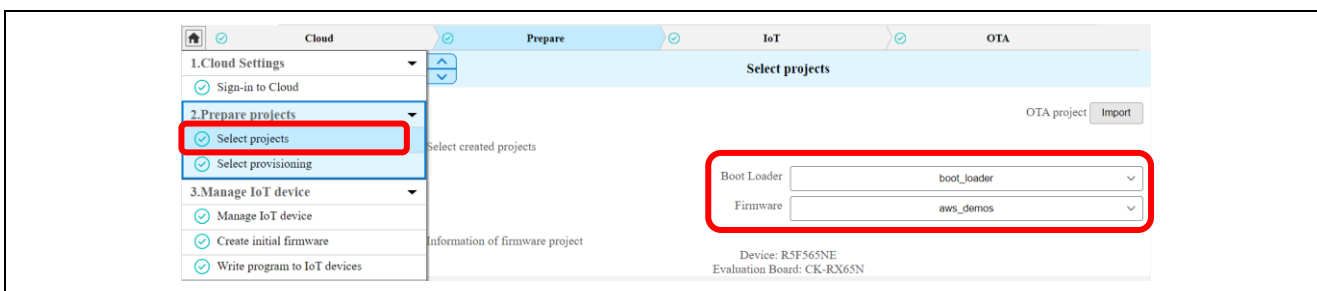 Cloud
Prepare
IoT
OTA
1.Cloud Settings
Sign-in to Cloud
2.Prepare projects
Select projects
Select provisioning
3.Manage IoT device
Manage IoT device
Create initial firmware
Write program to IoT devices
Select projects
OTA project Import
Select created projects
Boot Loader boot_loader
Firmware aws_demos
Information of firmware project
Device: R5F565NE
Evaluation Board: CK-RX65N